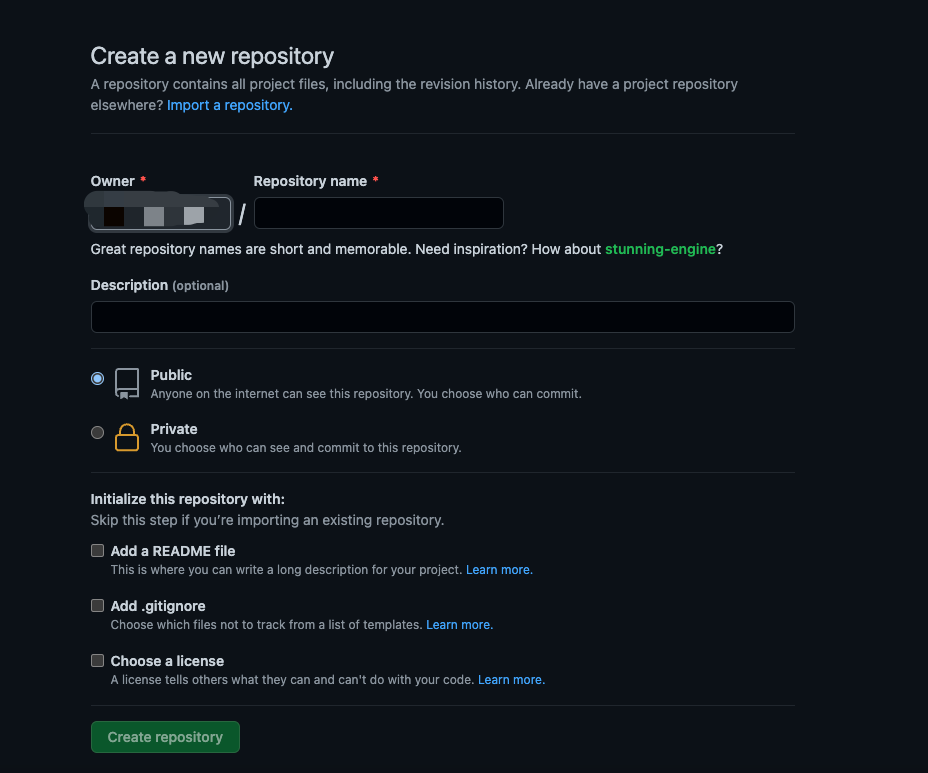 Create a new repository
A repository contains all project files, including the revision history. Already have a project repository
elsewhere? Import a repository.
Owner * Repository name *
/
Great repository names are short and memorable. Need inspiration? How about stunning-engine?
Description (optional)
Public
Anyone on the internet can see this repository. You choose who can commit.
Private
You choose who can see and commit to this repository.
Initialize this repository with:
Skip this step if you’re importing an existing repository.
Add a README file
This is where you can write a long description for your project. Learn more.
Add .gitignore
Choose which files not to track from a list of templates. Learn more.
Choose a license
A license tells others what they can and can't do with your code. Learn more.
Create repository